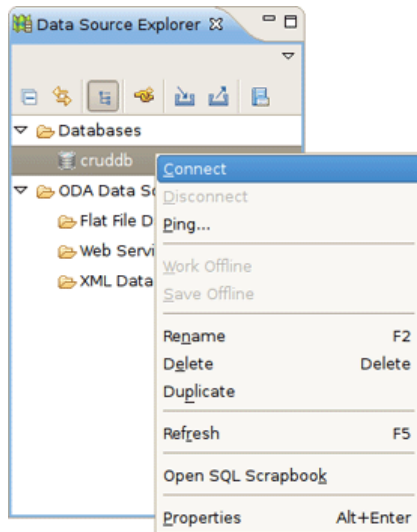 Data Source Explorer
Databases
cruddb
ODA Data So
Flat File D
Web Servi
XML Data
Connect
Disconnect
Ping...
Work Offline
Save Offline
Rename F2
Delete Delete
Duplicate
Refresh F5
Open SQL Scrapbook
Properties Alt+Enter